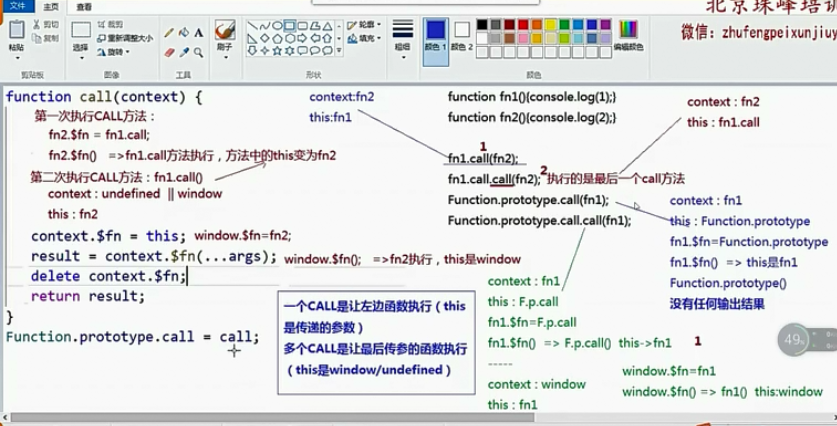 文件
主页
查看
北京珠峰培训
微信：zhufengpeixunjiuy
粘贴
剪切
复制
剪贴板
选择
裁剪
重新调整大小
旋转
图像
工具
刷子
形状
轮廓
填充
粗细
颜色 1
颜色 2
颜色
编辑颜色
function call(context) {
第一次执行CALL方法：
fn2.$fn = fn1.call;
fn2.$fn() =>fn1.call方法执行，方法中的this变为fn2
第二次执行CALL方法：fn1.call()
context : undefined || window
this : fn2
context.$fn = this; window.$fn=fn2;
result = context.$fn(...args); window.$fn(); =>fn2执行，this是window
delete context.$fn;
return result;
}
Function.prototype.call = call;
context:fn2
this:fn1
function fn1(){console.log(1;)}
function fn2(){console.log(2;)}
1
fn1.call(fn2);
2
fn1.call.call(fn2); 执行的是最后一个call方法
Function.prototype.call(fn1);
Function.prototype.call.call(fn1);
context : fn2
this : fn1.call
context : fn1
this : Function.prototype
fn1.$fn=Function.prototype
fn1.$fn() => this是fn1
Function.prototype()
没有任何输出结果
一个CALL是让左边函数执行（this
是传递的参数）
多个CALL是让最后传参的函数执行
（this是window/undefined）
context : fn1
this : F.p.call
fn1.$fn=F.p.call
fn1.$fn() => F.p.call() this->fn1 1
-----
context : window
this : fn1
window.$fn=fn1
window.$fn() => fn1() this:window
49%